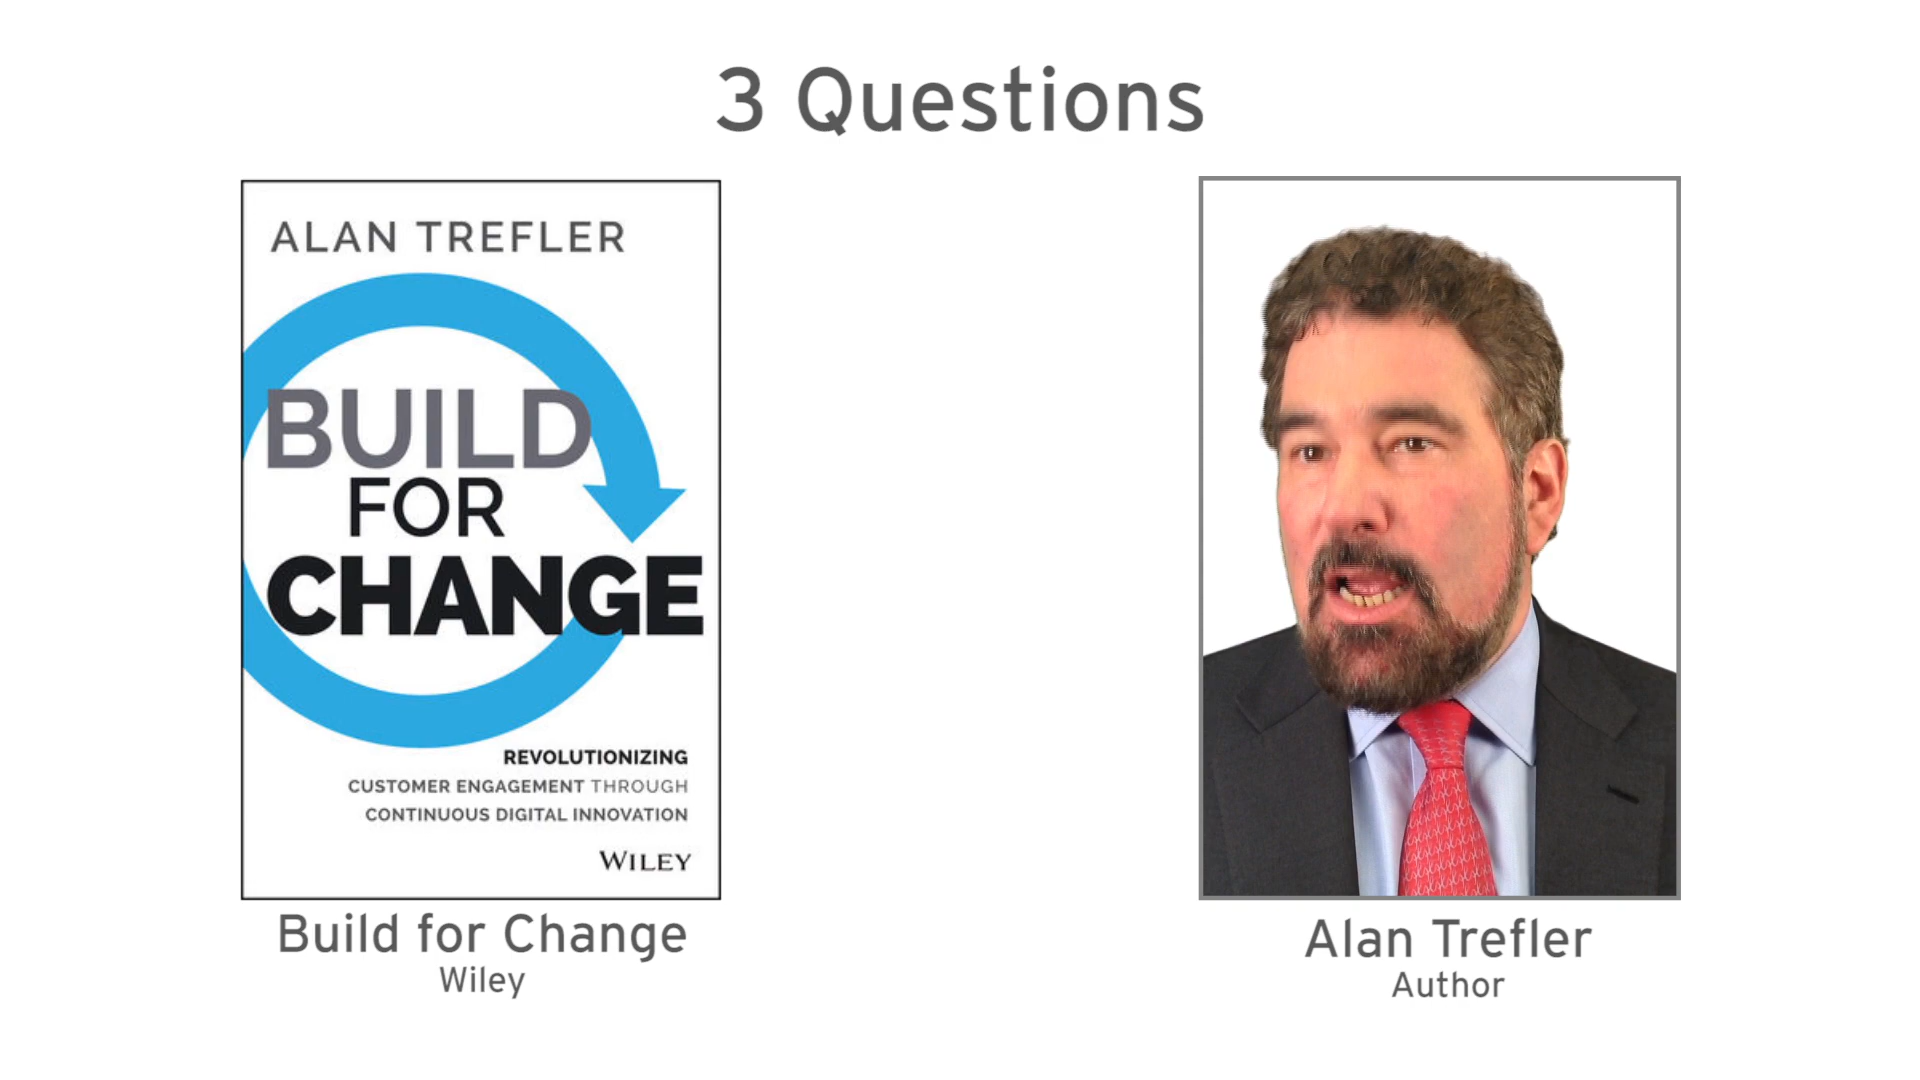 3 Questions
ALAN TREFLER
BUILD
FOR
CHANGE
REVOLUTIONIZING
CUSTOMER ENGAGEMENT THROUGH
CONTINUOUS DIGITAL INNOVATION
WILEY
Build for Change
Wiley
Alan Trefler
Author